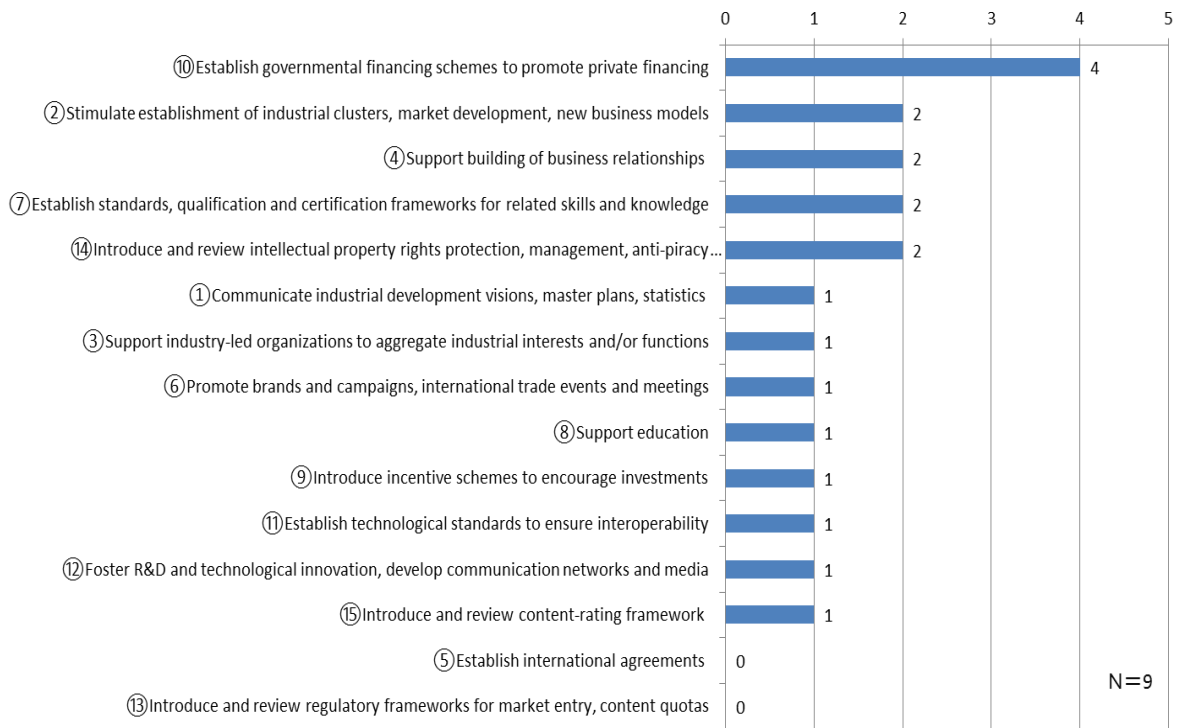 0 1 2 3 4 5
⑩Establish governmental financing schemes to promote private financing 4
②Stimulate establishment of industrial clusters, market development, new business models 2
④Support building of business relationships 2
⑦Establish standards, qualification and certification frameworks for related skills and knowledge 2
⑭Introduce and review intellectual property rights protection, management, anti-piracy... 2
①Communicate industrial development visions, master plans, statistics 1
③Support industry-led organizations to aggregate industrial interests and/or functions 1
⑥Promote brands and campaigns, international trade events and meetings 1
⑧Support education 1
⑨Introduce incentive schemes to encourage investments 1
⑪Establish technological standards to ensure interoperability 1
⑫Foster R&D and technological innovation, develop communication networks and media 1
⑮Introduce and review content-rating framework 1
⑤Establish international agreements 0
N=9
⑬Introduce and review regulatory frameworks for market entry, content quotas 0